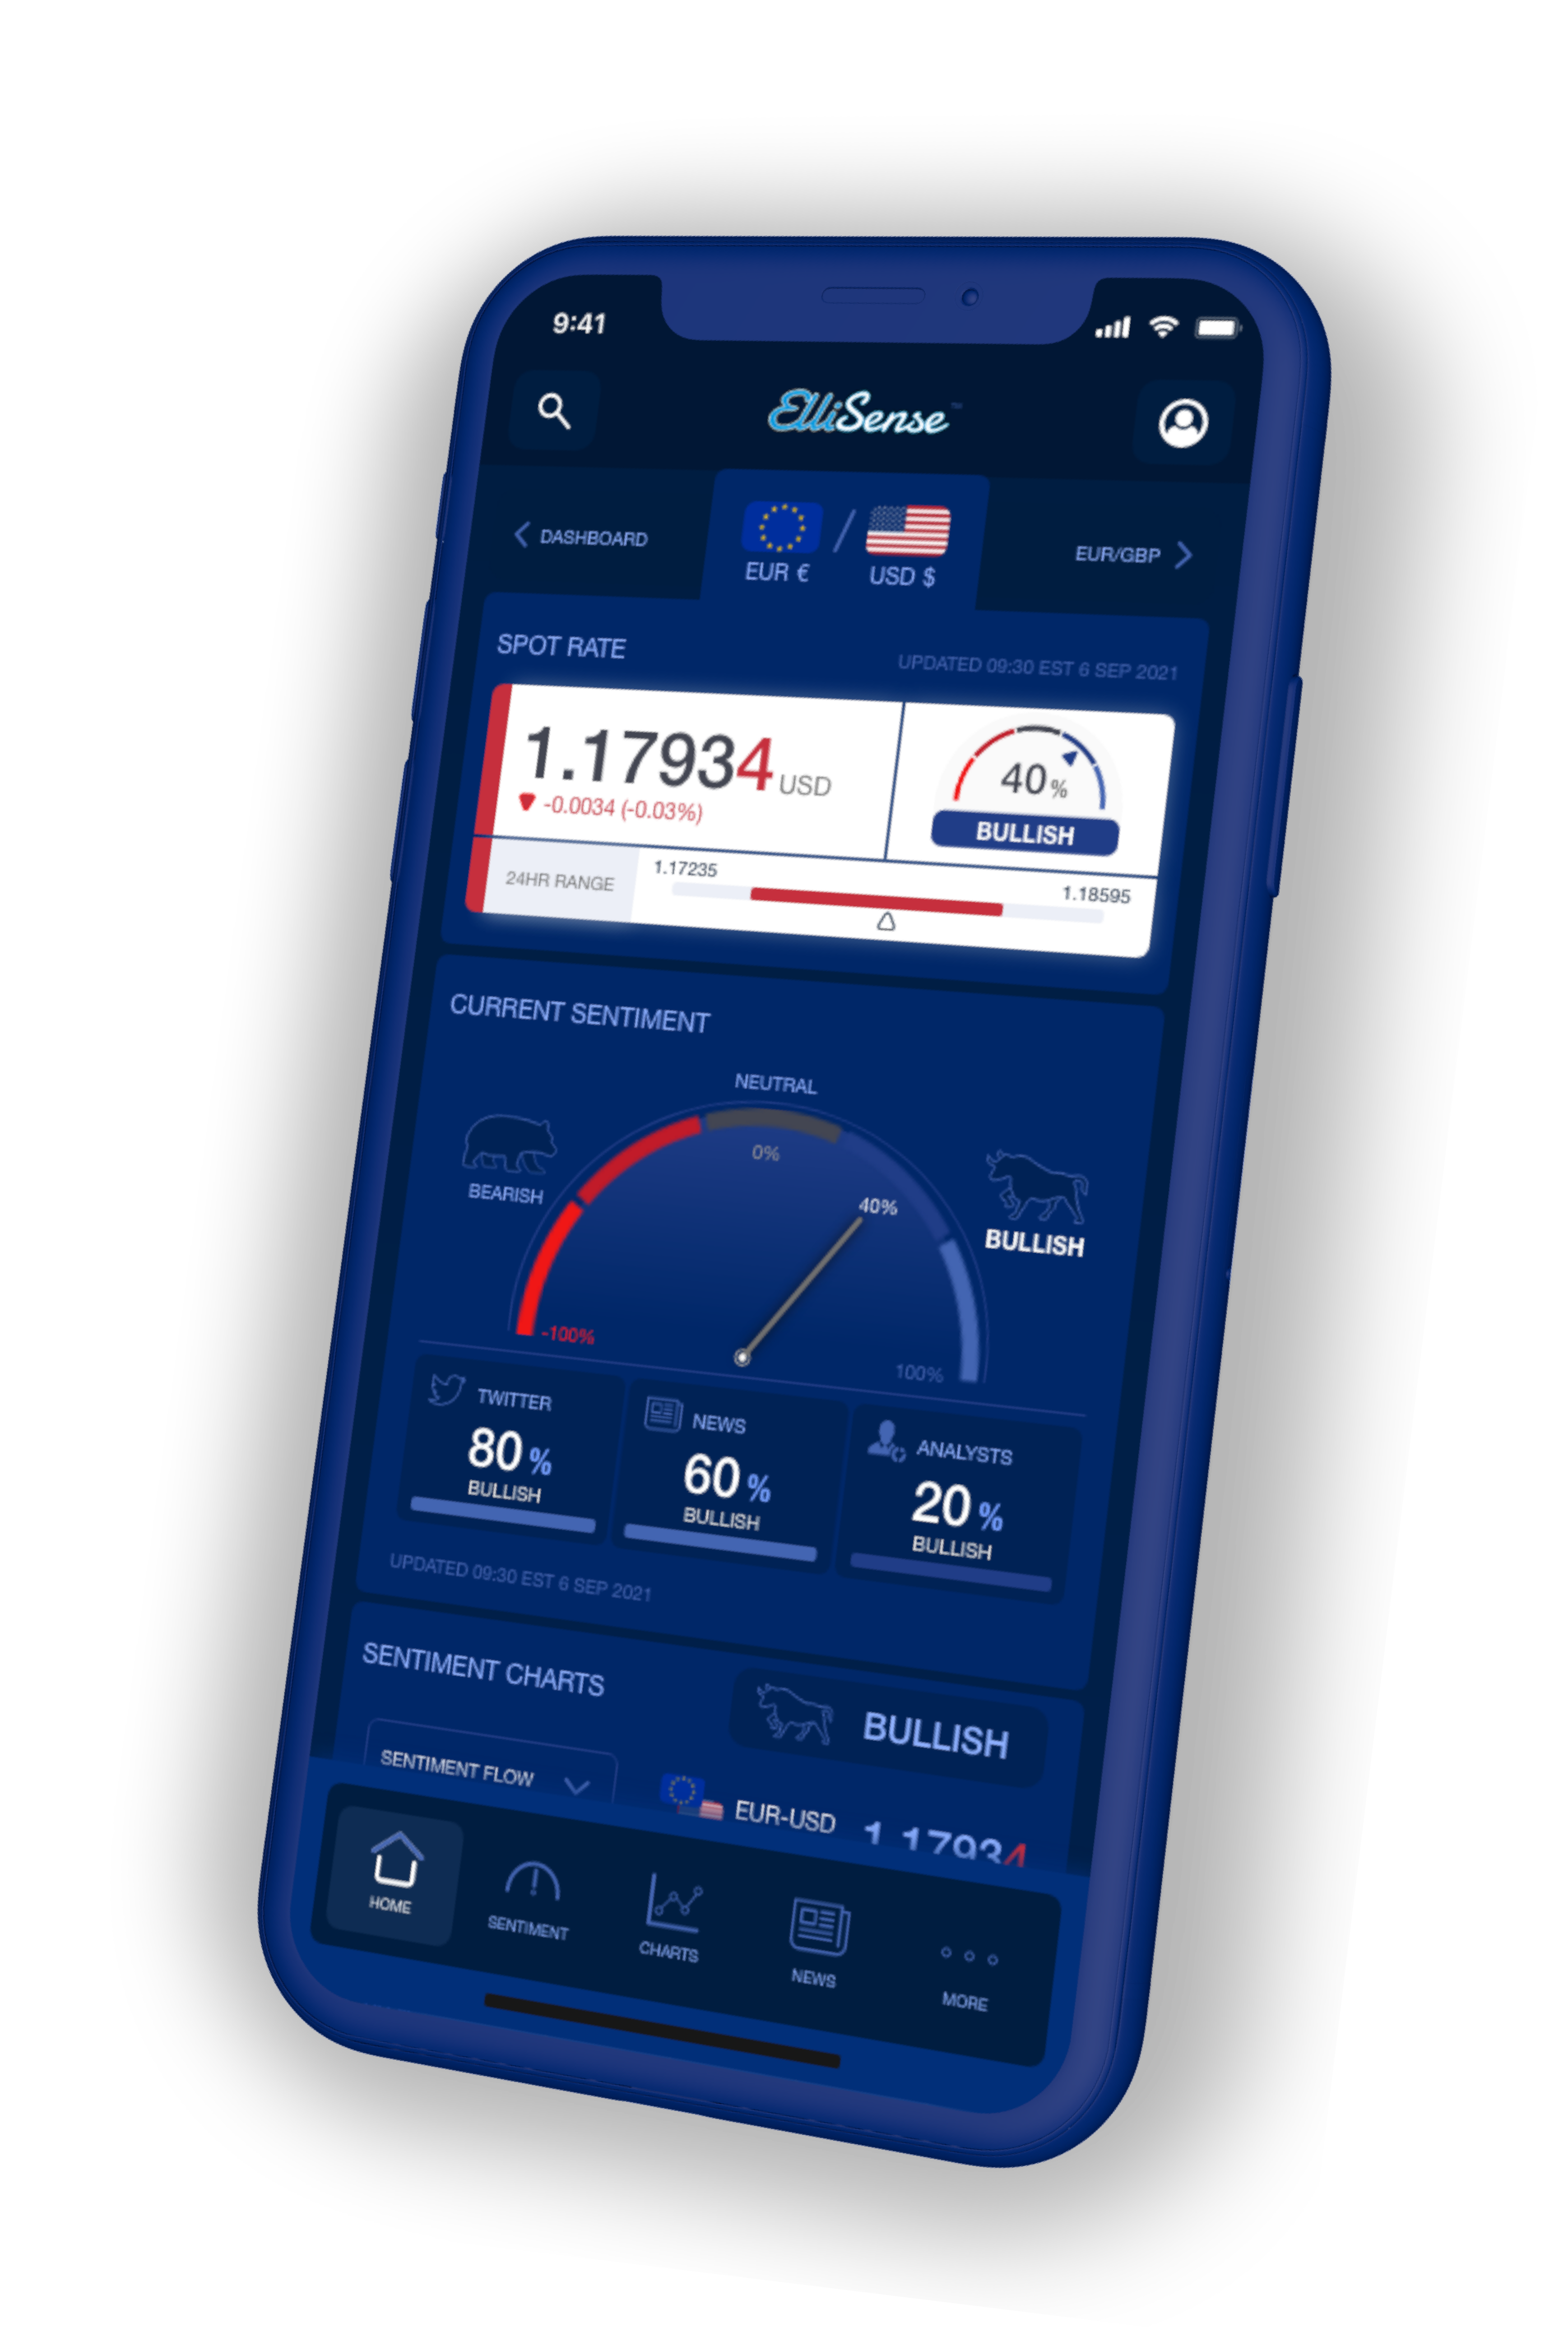 9:41
ElliSense™
DASHBOARD
EUR €
/
USD $
EUR/GBP
SPOT RATE
UPDATED 09:30 EST 6 SEP 2021
1.17934 USD
-0.0034 (-0.03%)
40%
BULLISH
24HR RANGE
1.17235
1.18595
CURRENT SENTIMENT
NEUTRAL
0%
BEARISH
40%
BULLISH
-100%
100%
TWITTER
80 %
BULLISH
NEWS
60 %
BULLISH
ANALYSTS
20 %
BULLISH
UPDATED 09:30 EST 6 SEP 2021
SENTIMENT CHARTS
BULLISH
SENTIMENT FLOW
EUR-USD
1.17934
HOME
SENTIMENT
CHARTS
NEWS
MORE